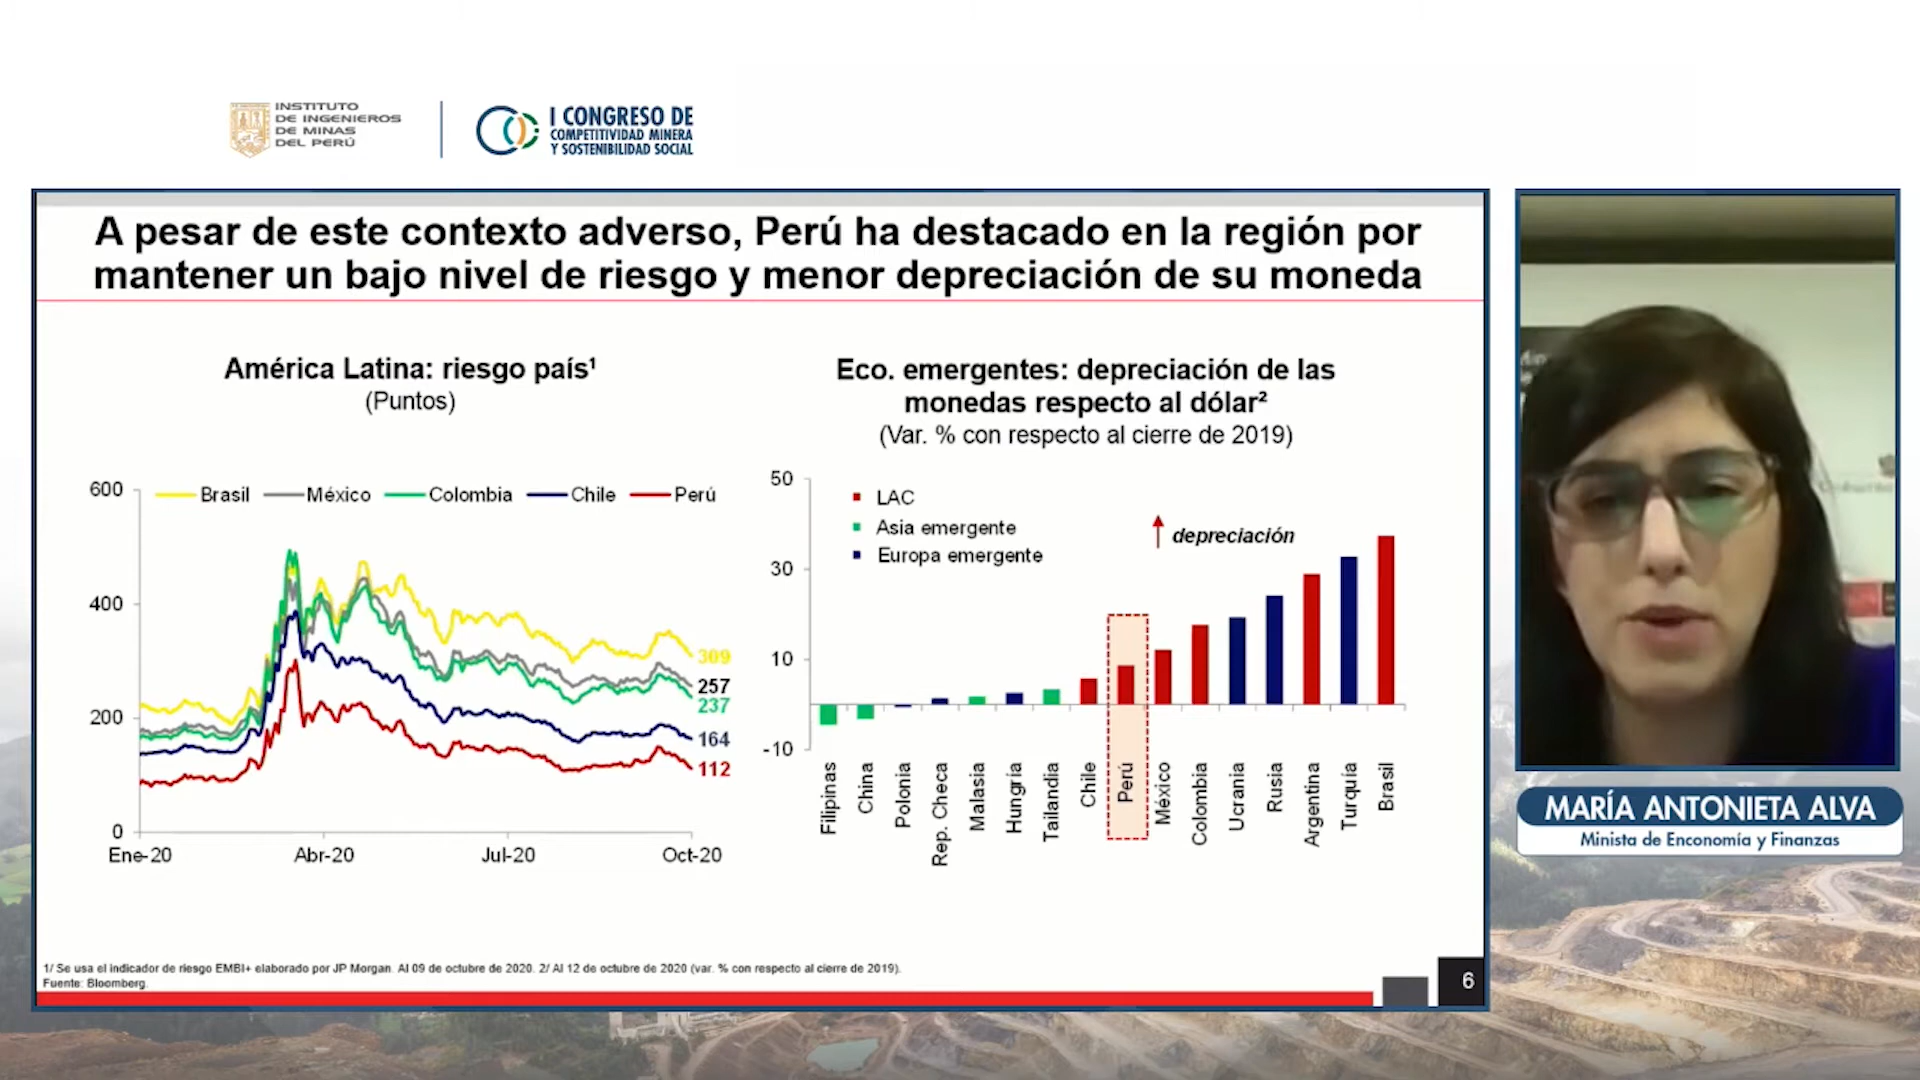 INSTITUTO
DE INGENIEROS
DE MINAS
DEL PERÚ
I CONGRESO DE
COMPETITIVIDAD MINERA
Y SOSTENIBILIDAD SOCIAL
A pesar de este contexto adverso, Perú ha destacado en la región por
mantener un bajo nivel de riesgo y menor depreciación de su moneda
América Latina: riesgo país¹
(Puntos)
600
400
200
0
Brasil México Colombia Chile Perú
309
257
237
164
112
Ene-20 Abr-20 Jul-20 Oct-20
Eco. emergentes: depreciación de las
monedas respecto al dólar²
(Var. % con respecto al cierre de 2019)
50
30
10
-10
LAC
Asia emergente
Europa emergente
depreciación
Filipinas
China
Polonia
Rep. Checa
Malasia
Hungría
Tailandia
Chile
Perú
México
Colombia
Ucrania
Rusia
Argentina
Turquía
Brasil
1/ Se usa el indicador de riesgo EMBI+ elaborado por JP Morgan. Al 09 de octubre de 2020. 2/ Al 12 de octubre de 2020 (var. % con respecto al cierre de 2019).
Fuente: Bloomberg.
6
MARÍA ANTONIETA ALVA
Minista de Enconomía y Finanzas